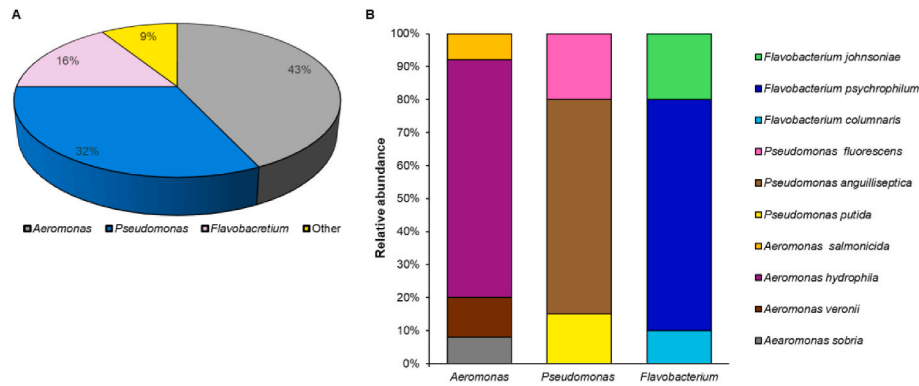 A
9%
16%
43%
32%
Aeromonas Pseudomonas Flavobacretium Other
B
Relative abundance
100%
90%
80%
70%
60%
50%
40%
30%
20%
10%
0%
Aeromonas Pseudomonas Flavobacterium
Flavobacterium johnsoniae
Flavobacterium psychrophilum
Flavobacterium columnaris
Pseudomonas fluorescens
Pseudomonas anguilliseptica
Pseudomonas putida
Aeromonas salmonicida
Aeromonas hydrophila
Aeromonas veronii
Aearomonas sobria